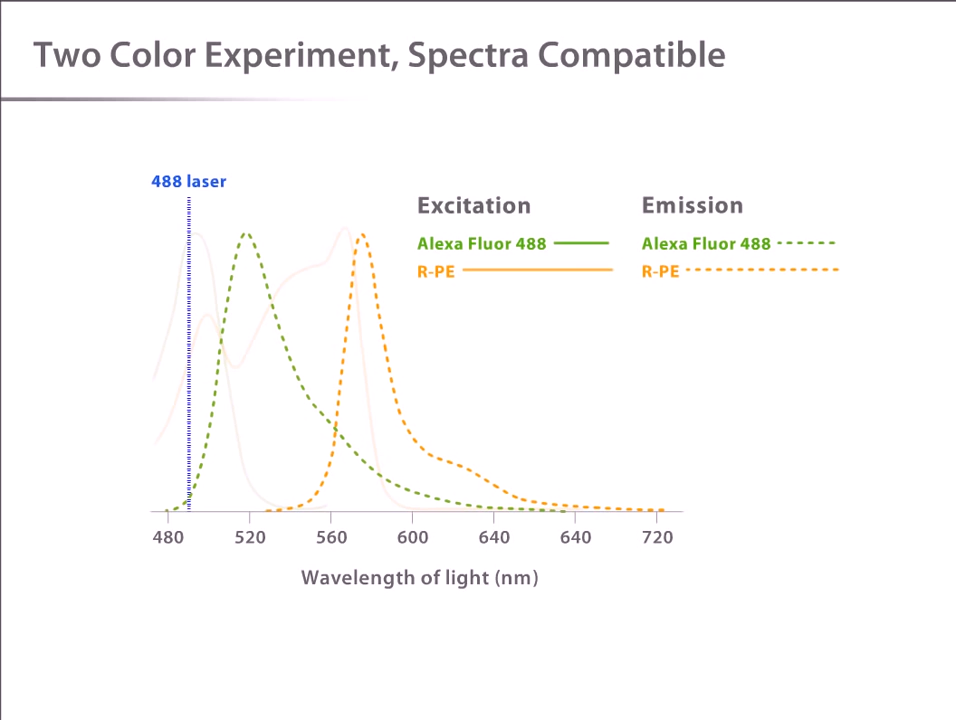 Two Color Experiment, Spectra Compatible
488 laser
Excitation
Alexa Fluor 488
R-PE
Emission
Alexa Fluor 488
R-PE
480 520 560 600 640 640 720
Wavelength of light (nm)